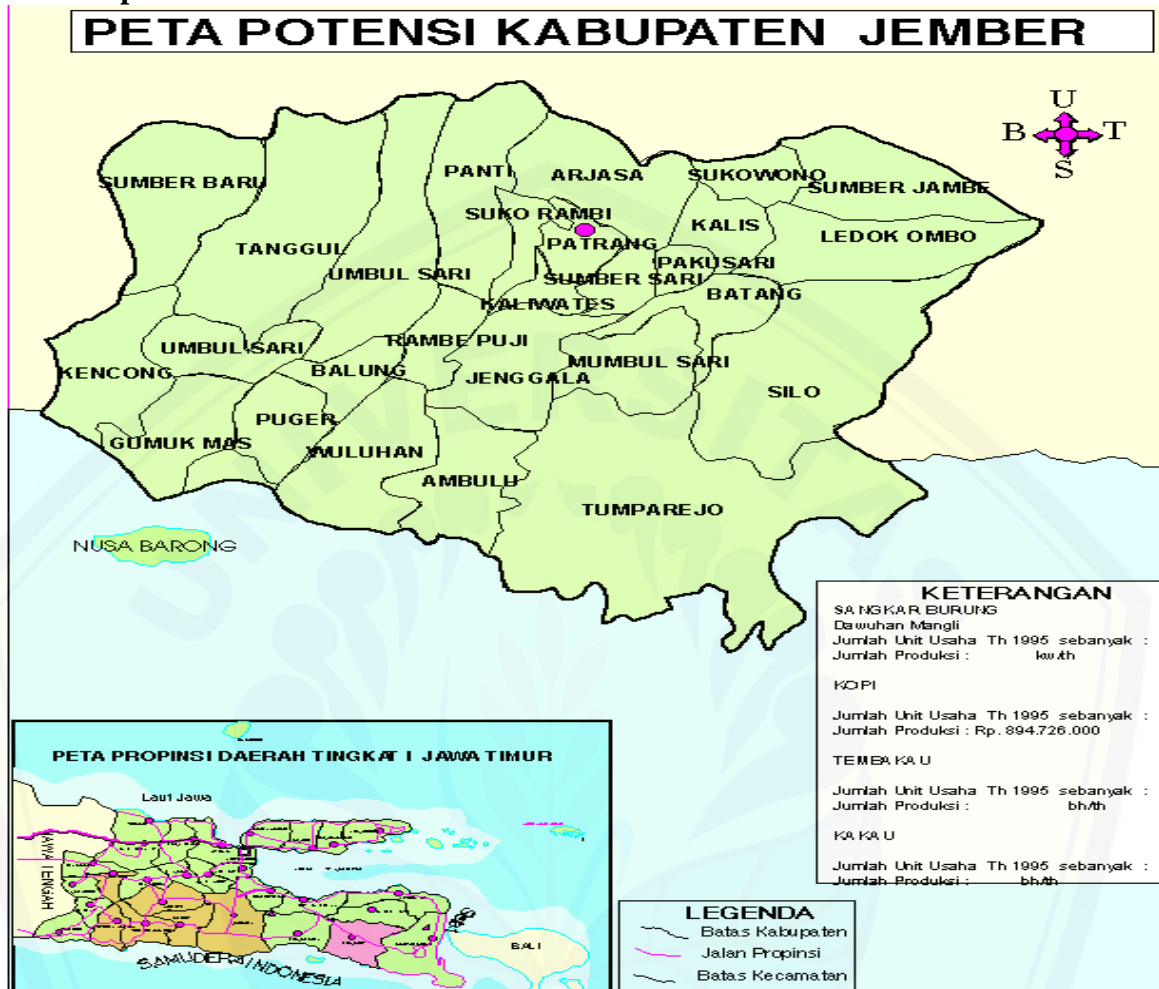 PETA POTENSI KABUPATEN JEMBER
U
B T
S
SUMBER BARU
TANGGUL
UMBUL SARI
PANTI
ARJASA
SUKOWONO
SUMBER JAMBE
SUKO RAMBI
KALIS
LEDOK OMBO
PATRANG
PAKUSARI
SUMBER SARI
BATANG
KALIWATES
UMBUL SARI
RAMBE PUJI
KENCONG
BALUNG
JENGGALA
MUMBUL SARI
SILO
PUGER
GUMUK MAS
WULUHAN
AMBULU
TUMPAREJO
NUSA BARONG
KETERANGAN
SANGKAR BURUNG
Dawuhan Mangli
Jumlah Unit Usaha Th 1995 sebanyak :
Jumlah Produksi : kw/th
KOPI
Jumlah Unit Usaha Th 1995 sebanyak :
Jumlah Produksi : Rp. 894.726.000
TEMBAKAU
Jumlah Unit Usaha Th 1995 sebanyak :
Jumlah Produksi : bh/th
KAKAU
Jumlah Unit Usaha Th 1995 sebanyak :
Jumlah Produksi : bh/th
PETA PROPINSI DAERAH TINGKAT I JAWA TIMUR
Laut Jawa
JAWA TENGAH
BALI
SAMUDERA INDONESIA
LEGENDA
Batas Kabupaten
Jalan Propinsi
Batas Kecamatan
UNIVERSITAS